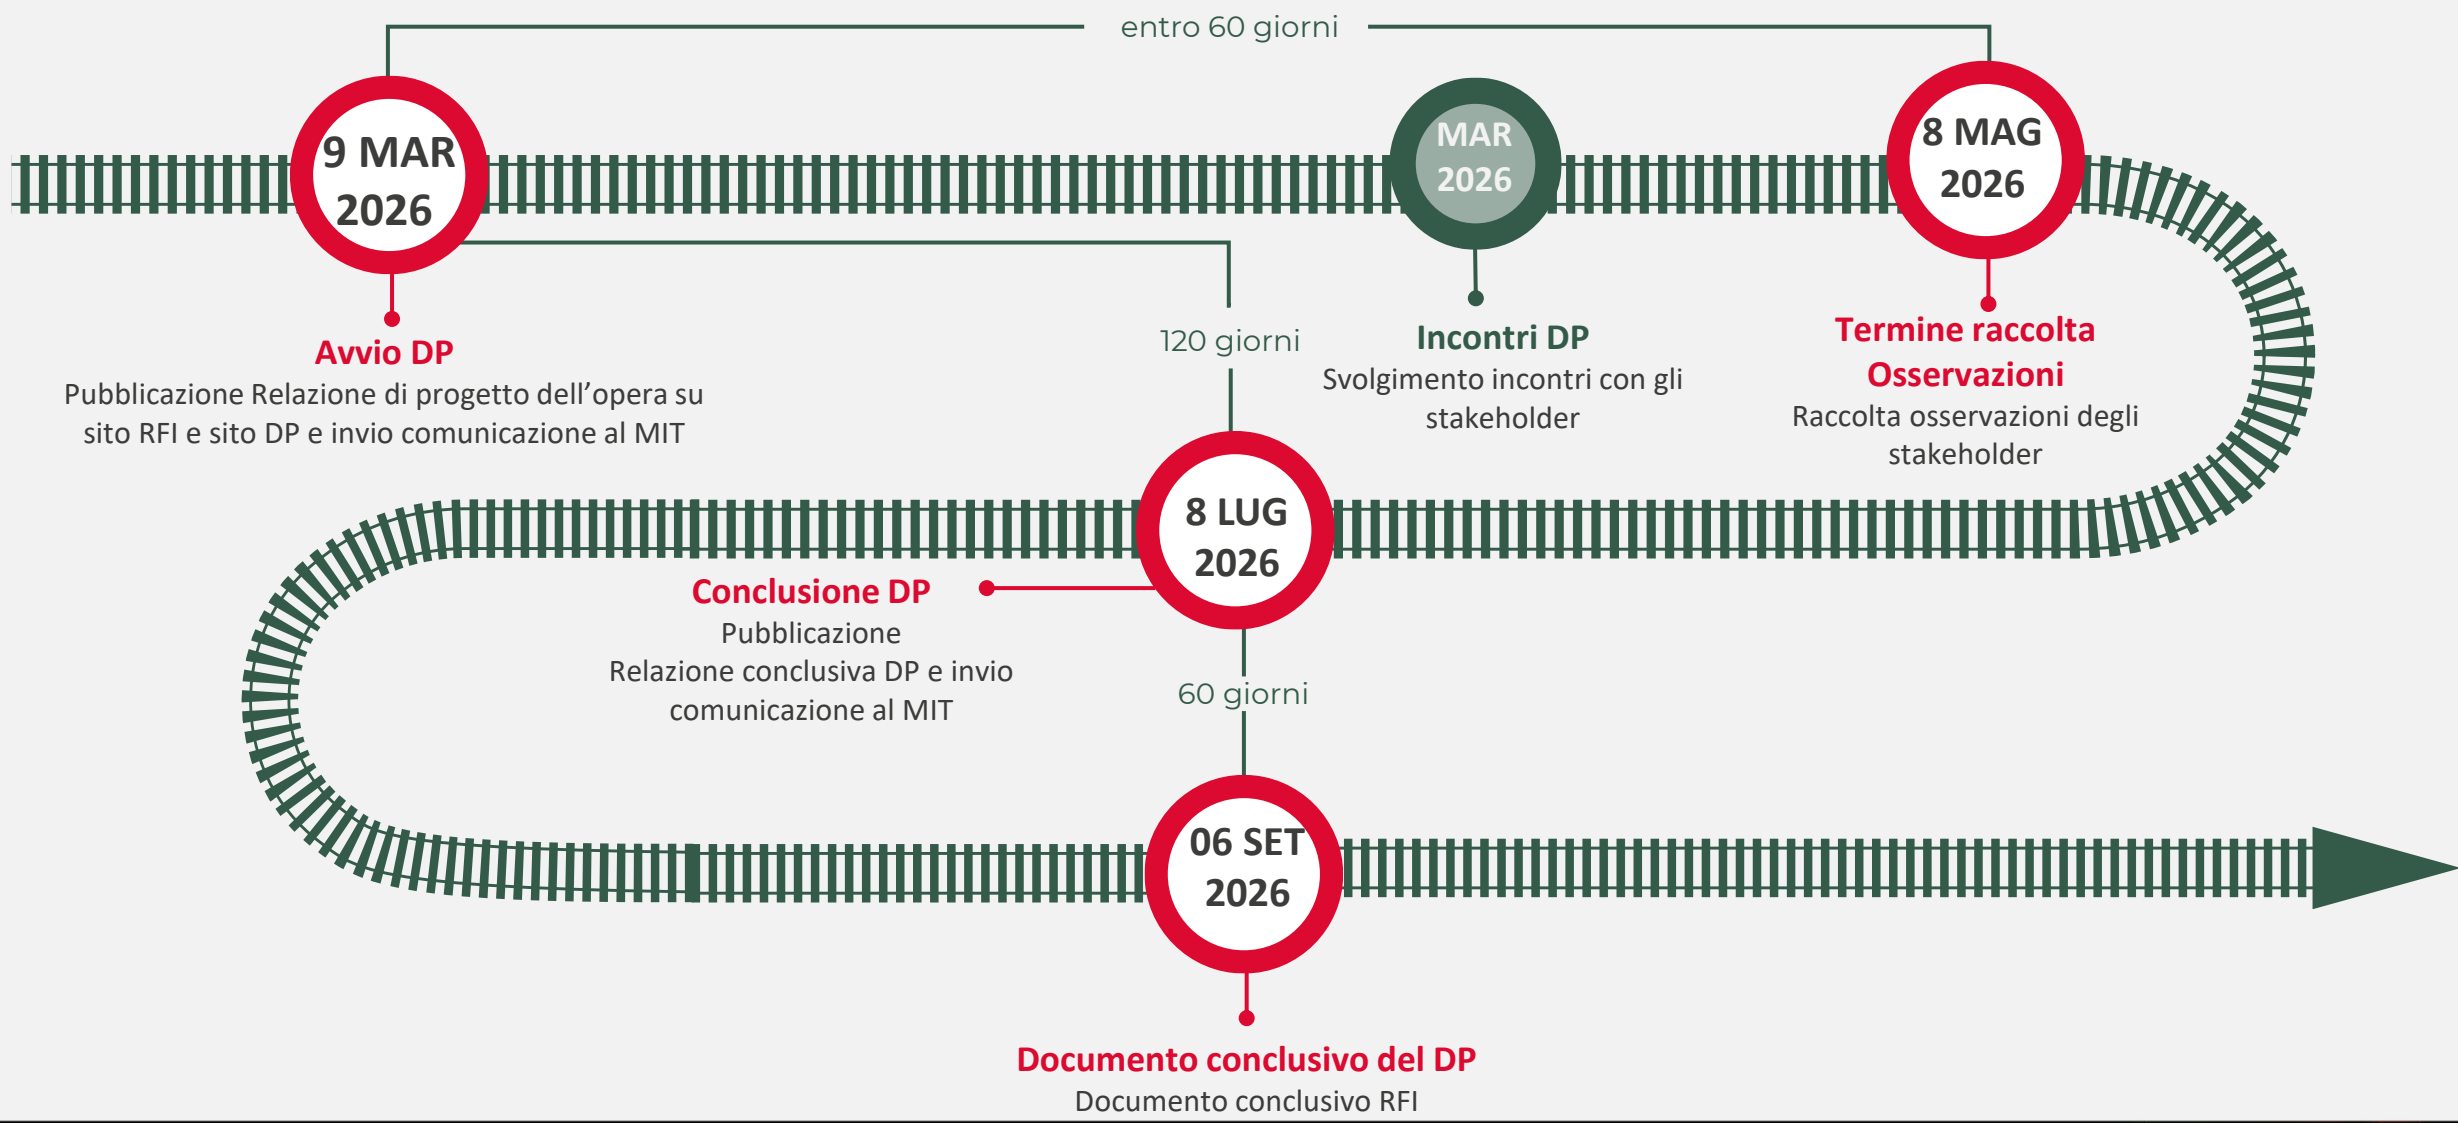 entro 60 giorni
9 MAR
2026
MAR
2026
8 MAG
2026
Avvio DP
Pubblicazione Relazione di progetto dell’opera su
sito RFI e sito DP e invio comunicazione al MIT
120 giorni
Incontri DP
Svolgimento incontri con gli
stakeholder
Termine raccolta
Osservazioni
Raccolta osservazioni degli
stakeholder
8 LUG
2026
Conclusione DP
Pubblicazione
Relazione conclusiva DP e invio
comunicazione al MIT
60 giorni
06 SET
2026
Documento conclusivo del DP
Documento conclusivo RFI